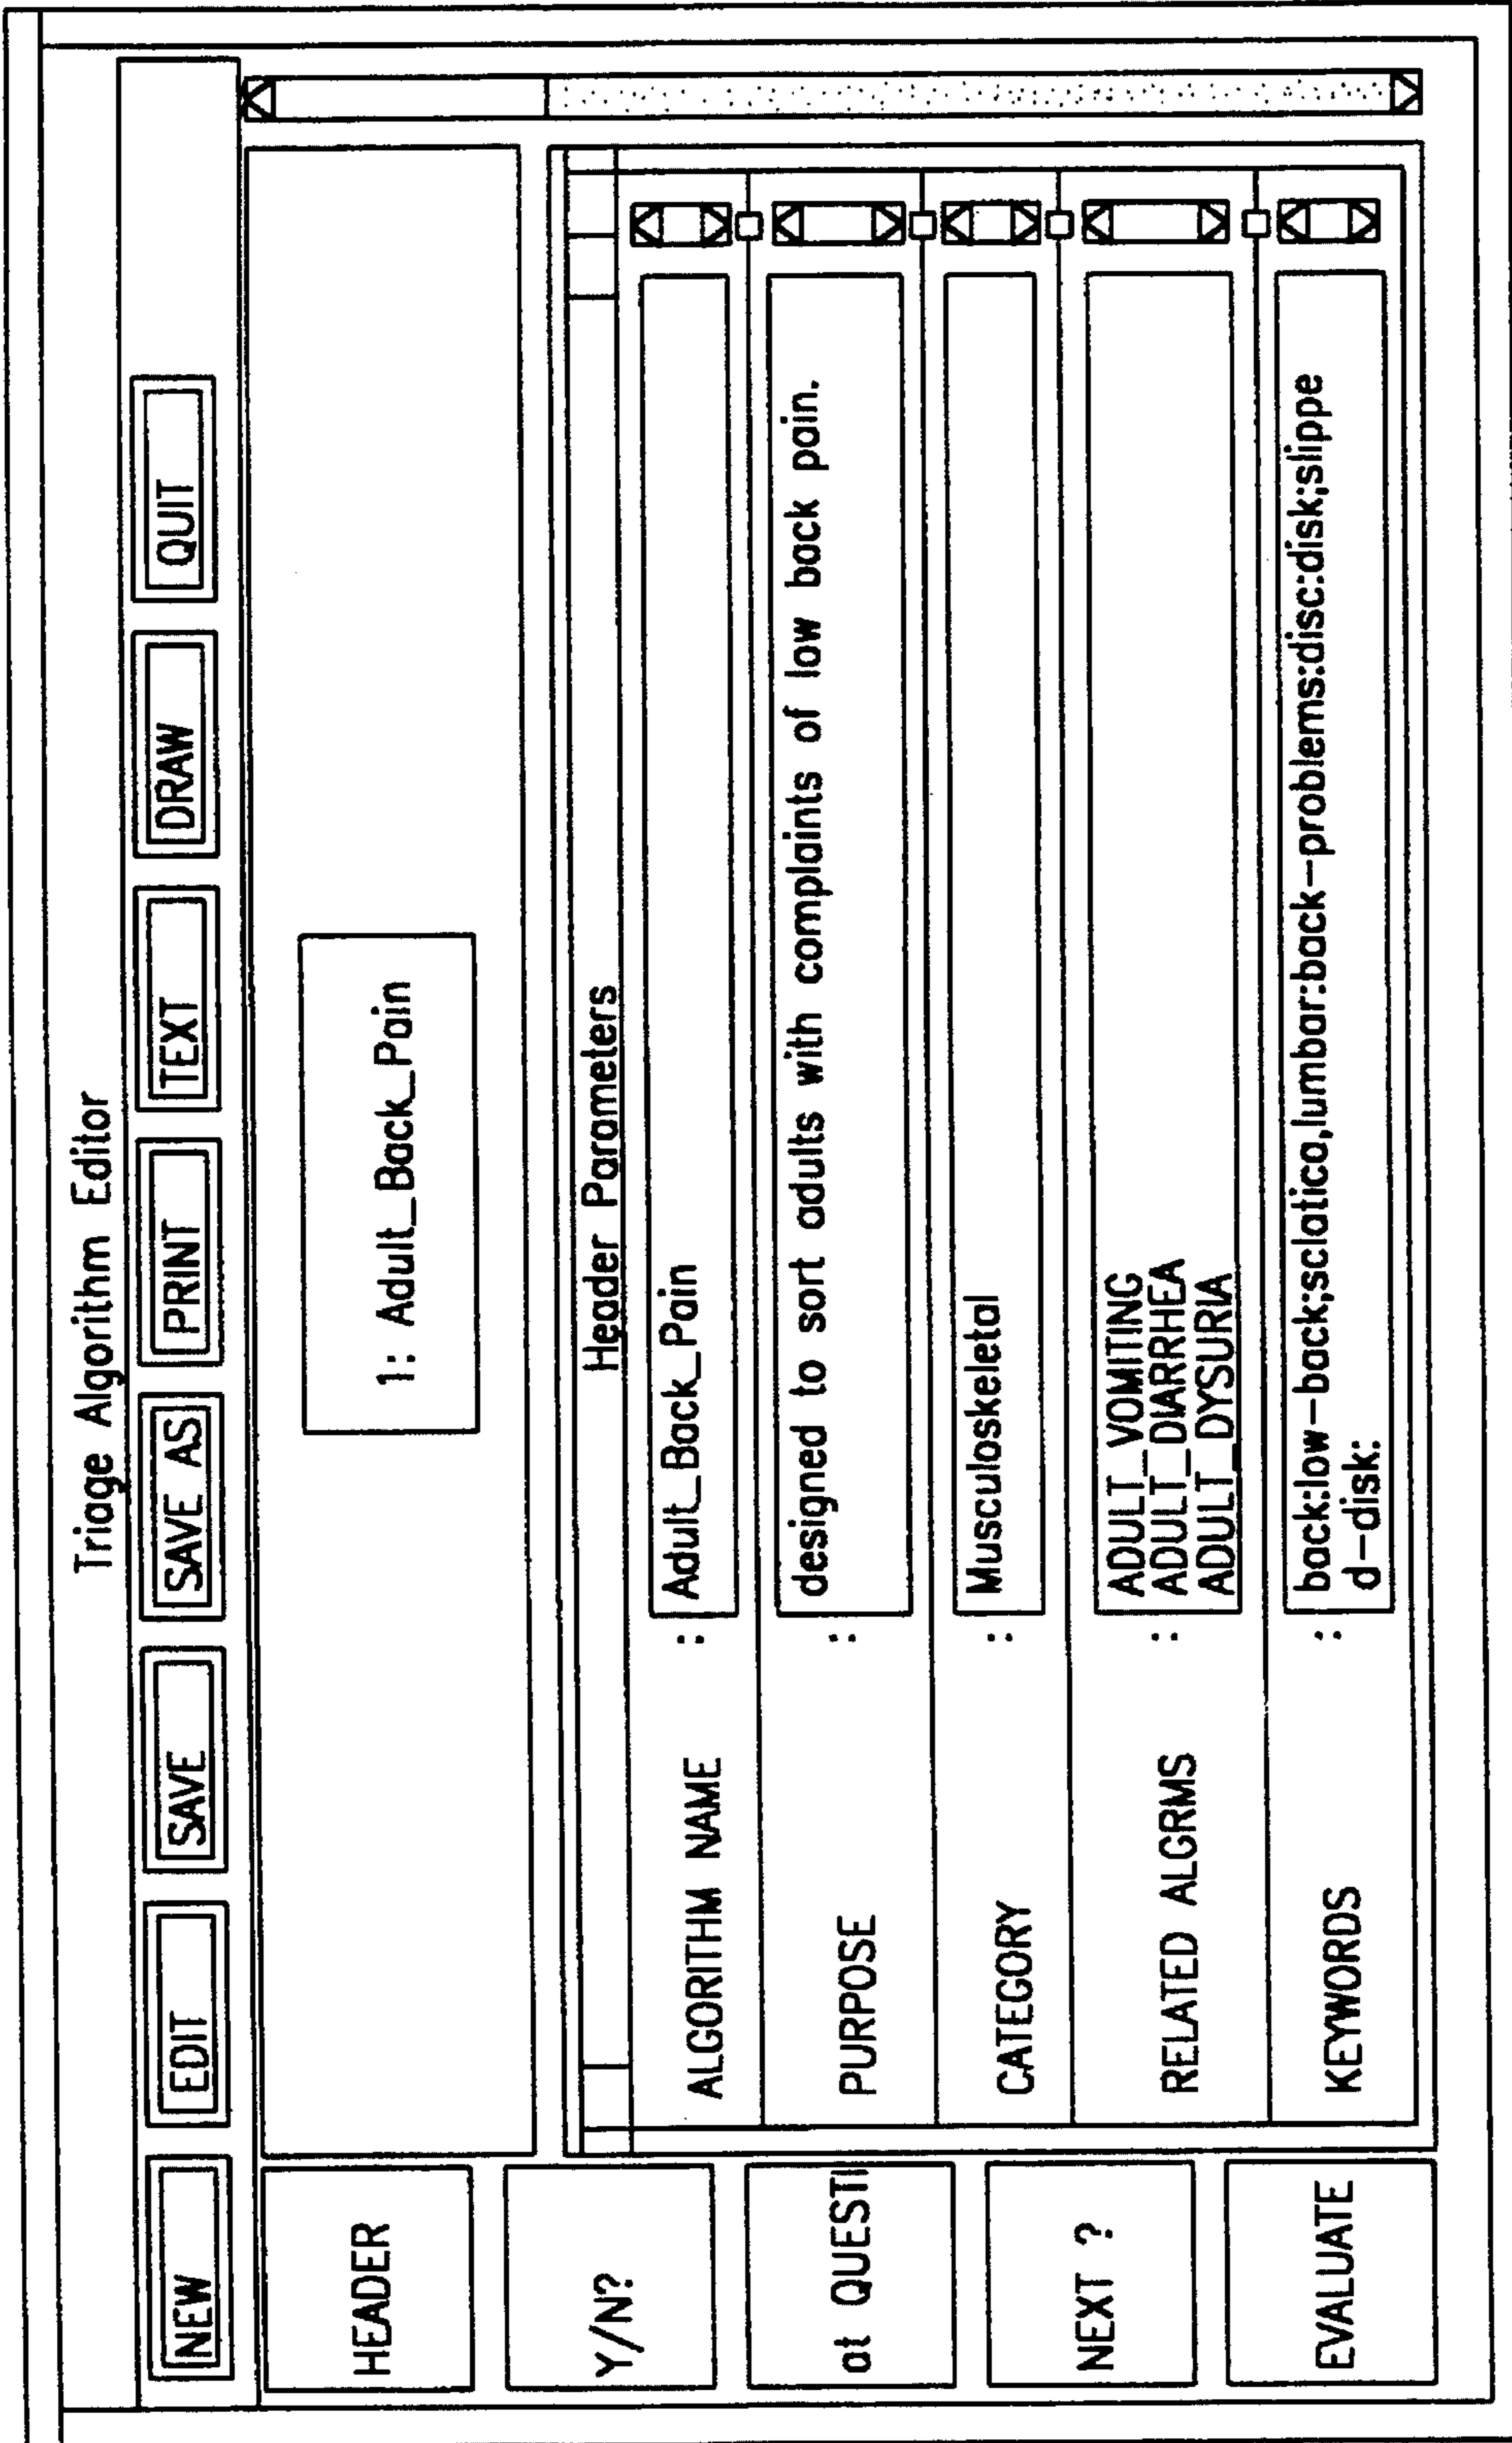 Triage Algorithm Editor
NEW EDIT SAVE SAVE AS PRINT TEXT DRAW QUIT
HEADER
Y/N?
at QUESTI
NEXT ?
EVALUATE
1: Adult_Back_Pain
Header Parameters
ALGORITHM NAME : Adult_Back_Pain
PURPOSE : designed to sort adults with complaints of low back pain.
CATEGORY : Musculoskeletal
RELATED ALGRMS : ADULT_VOMITING
ADULT_DIARRHEA
ADULT_DYSURIA
KEYWORDS : back:low-back;sclatica,lumbar:back-problems:disc:disk;slippe
d-disk: